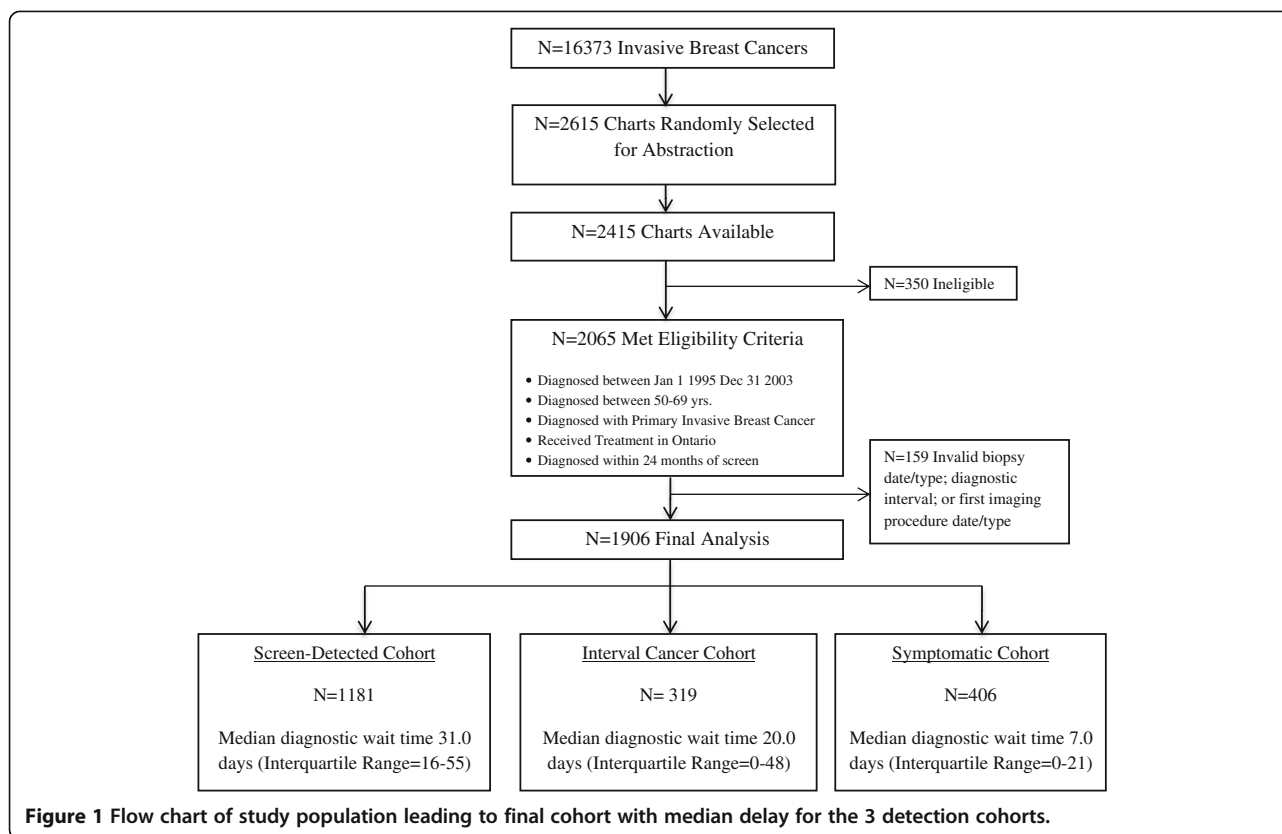 N=16373 Invasive Breast Cancers
N=2615 Charts Randomly Selected
for Abstraction
N=2415 Charts Available
N=350 Ineligible
N=2065 Met Eligibility Criteria
• Diagnosed between Jan 1 1995 Dec 31 2003
• Diagnosed between 50-69 yrs.
• Diagnosed with Primary Invasive Breast Cancer
• Received Treatment in Ontario
• Diagnosed within 24 months of screen
N=159 Invalid biopsy
date/type; diagnostic
interval; or first imaging
procedure date/type
N=1906 Final Analysis
Screen-Detected Cohort
N=1181
Median diagnostic wait time 31.0
days (Interquartile Range=16-55)
Interval Cancer Cohort
N= 319
Median diagnostic wait time 20.0
days (Interquartile Range=0-48)
Symptomatic Cohort
N=406
Median diagnostic wait time 7.0
days (Interquartile Range=0-21)
Figure 1 Flow chart of study population leading to final cohort with median delay for the 3 detection cohorts.